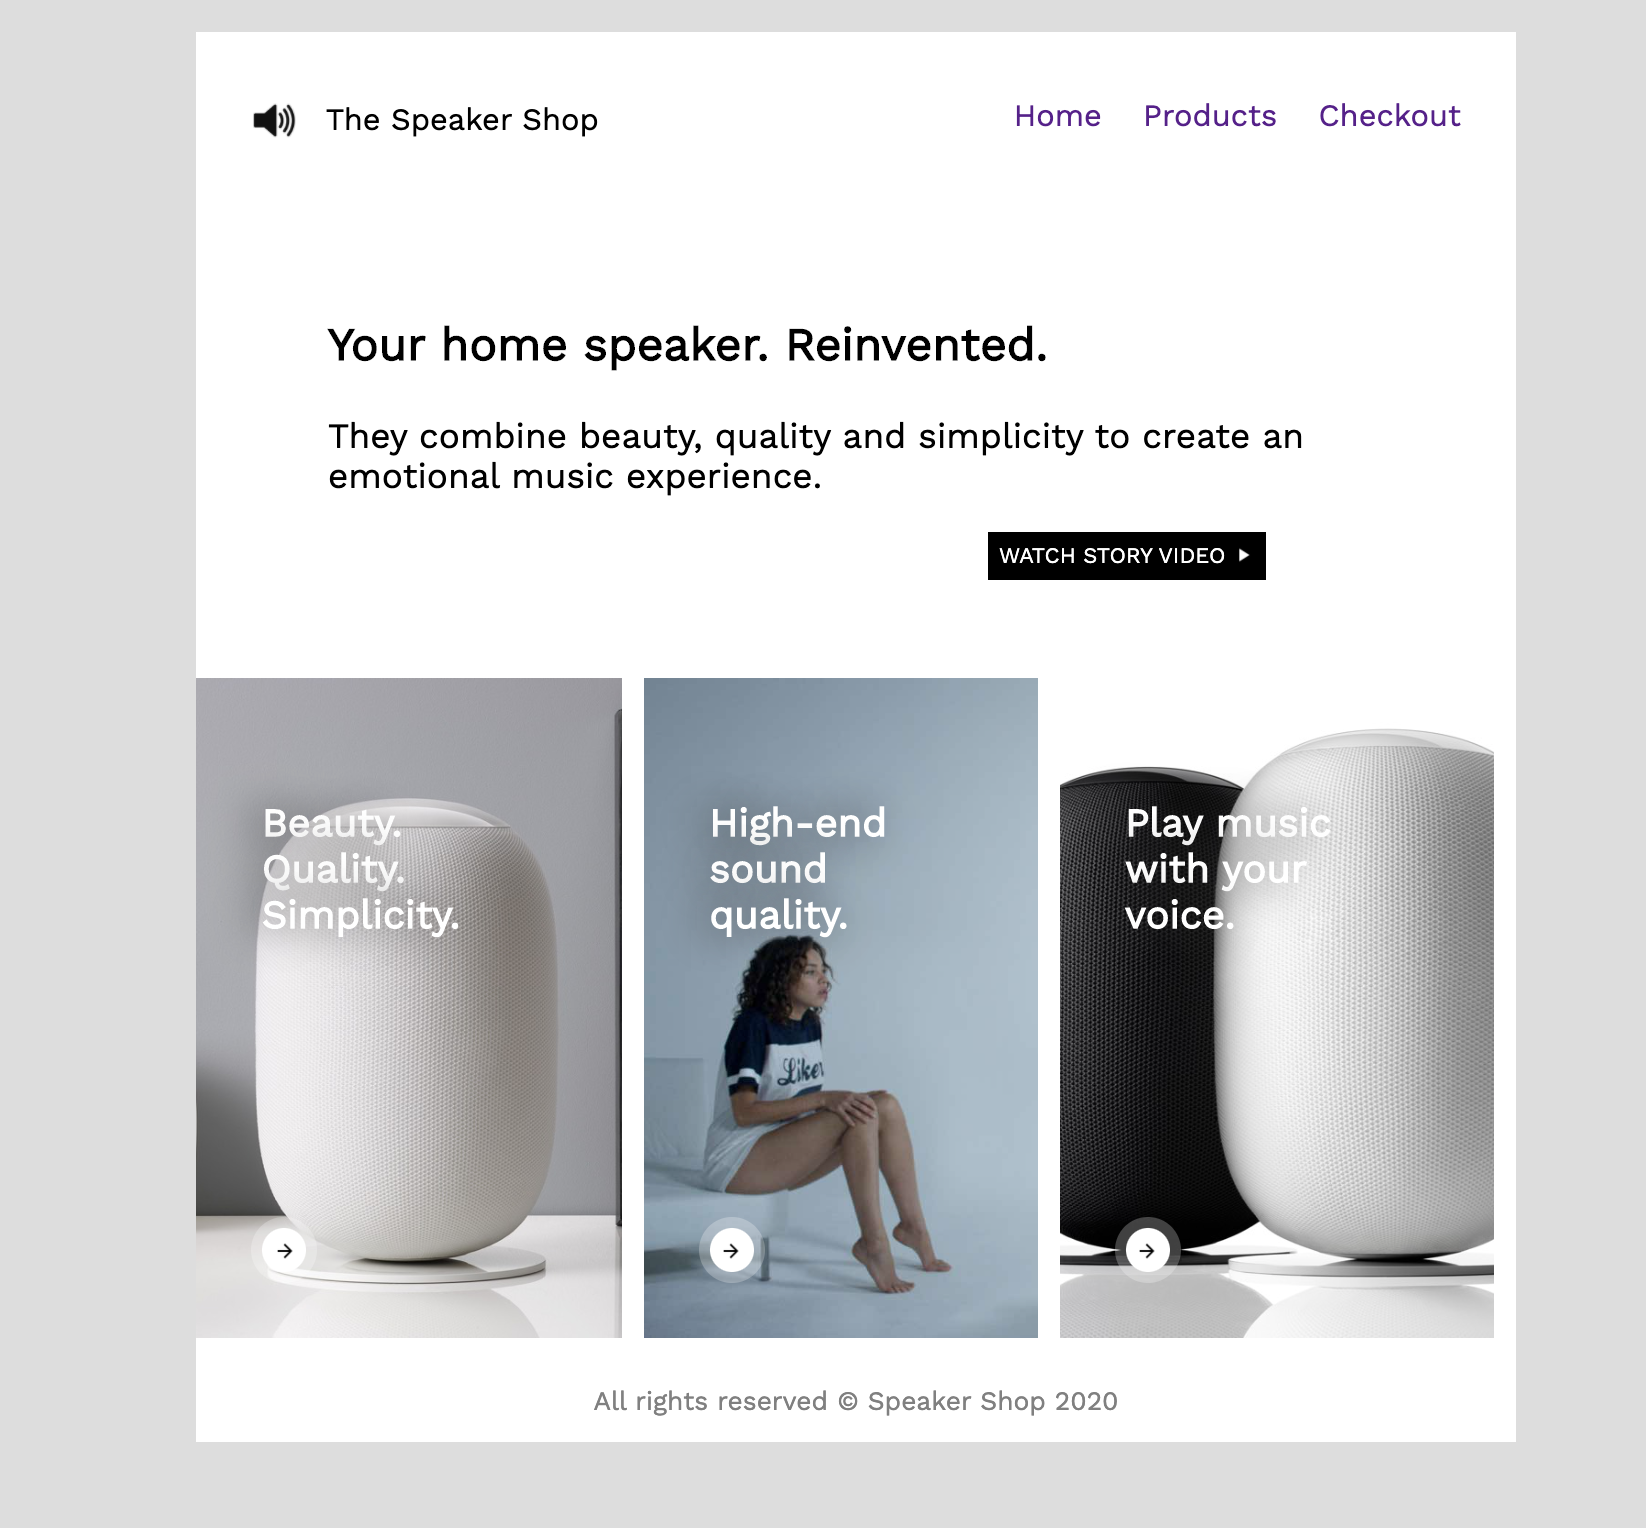 The Speaker Shop
Home Products Checkout
Your home speaker. Reinvented.
They combine beauty, quality and simplicity to create an
emotional music experience.
WATCH STORY VIDEO
Beauty.
Quality.
Simplicity.
High-end
sound
quality.
Liker
Play music
with your
voice.
All rights reserved © Speaker Shop 2020